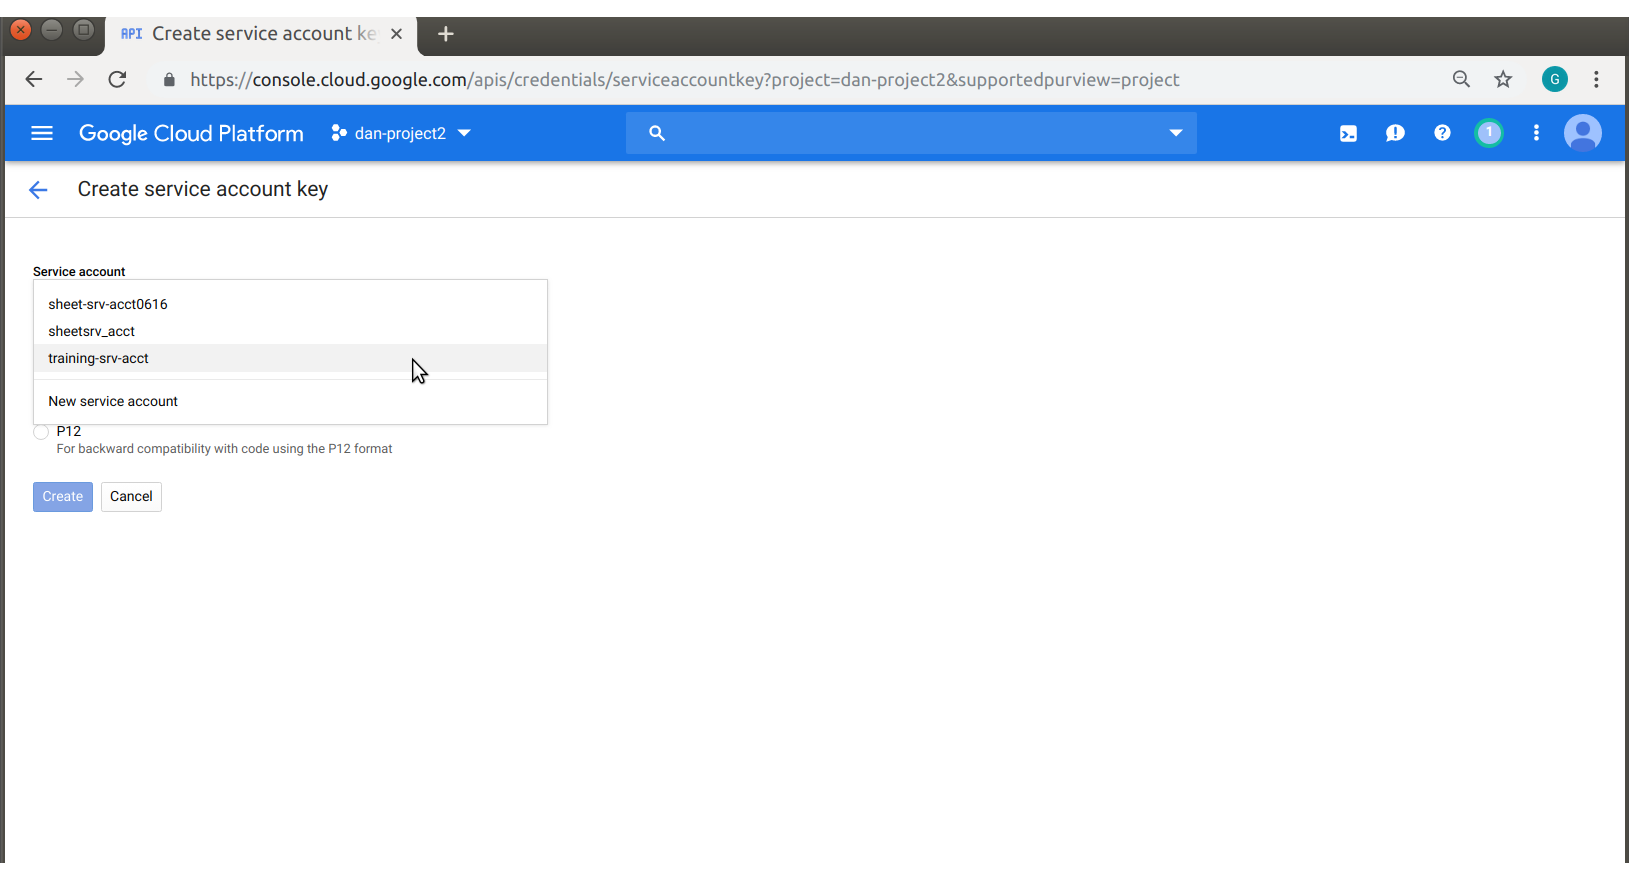 API Create service account ke
https://console.cloud.google.com/apis/credentials/serviceaccountkey?project=dan-project2&supportedpurview=project
G
Google Cloud Platform
dan-project2
1
Create service account key
Service account
sheet-srv-acct0616
sheetsrv_acct
training-srv-acct
New service account
P12
For backward compatibility with code using the P12 format
Create
Cancel